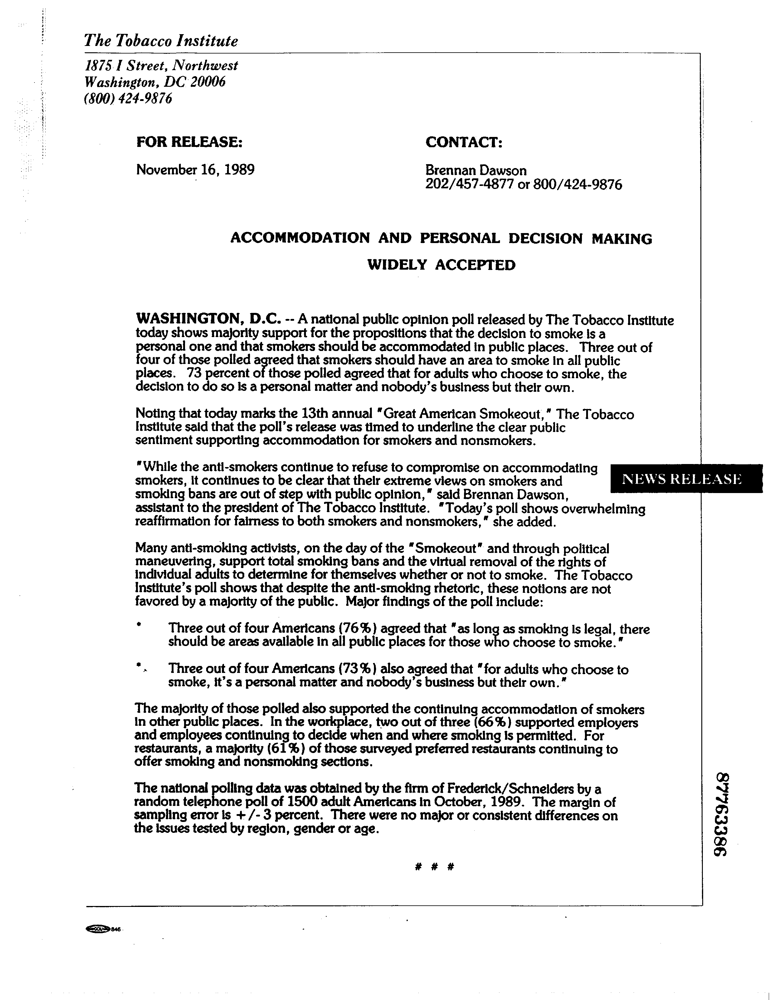 The Tobacco Institute
1875 I Street, Northwest
Washington, DC 20006
(800) 424-9876
FOR RELEASE:
CONTACT:
November 16, 1989
Brennan Dawson
202/457-4877 or 800/424-9876
ACCOMMODATION AND PERSONAL DECISION MAKING
WIDELY ACCEPTED
WASHINGTON, D.C. -- A national public opinion poll released by The Tobacco Institute
today shows majority support for the propositions that the decision to smoke is a
personal one and that smokers should be accommodated in public places. Three out of
four of those polled agreed that smokers should have an area to smoke in all public
places. 73 percent of those polled agreed that for adults who choose to smoke, the
decision to do so is a personal matter and nobody's business but their own.
Noting that today marks the 13th annual "Great American Smokeout," The Tobacco
Institute said that the poll's release was timed to underline the clear public
sentiment supporting accommodation for smokers and nonsmokers.
"While the anti-smokers continue to refuse to compromise on accommodating
smokers, it continues to be clear that their extreme views on smokers and
smoking bans are out of step with public opinion," said Brennan Dawson,
assistant to the president of The Tobacco Institute. "Today's poll shows overwhelming
reaffirmation for fairness to both smokers and nonsmokers," she added.
NEWS RELEASE
Many anti-smoking activists, on the day of the "Smokeout" and through political
maneuvering, support total smoking bans and the virtual removal of the rights of
individual adults to determine for themselves whether or not to smoke. The Tobacco
Institute's poll shows that despite the anti-smoking rhetoric, these notions are not
favored by a majority of the public. Major findings of the poll include:
* Three out of four Americans (76%) agreed that "as long as smoking is legal, there
should be areas available in all public places for those who choose to smoke."
* Three out of four Americans (73%) also agreed that "for adults who choose to
smoke, it's a personal matter and nobody's business but their own."
The majority of those polled also supported the continuing accommodation of smokers
in other public places. In the workplace, two out of three (66%) supported employers
and employees continuing to decide when and where smoking is permitted. For
restaurants, a majority (61%) of those surveyed preferred restaurants continuing to
offer smoking and nonsmoking sections.
The national polling data was obtained by the firm of Frederick/Schneiders by a
random telephone poll of 1500 adult Americans in October, 1989. The margin of
sampling error is +/- 3 percent. There were no major or consistent differences on
the issues tested by region, gender or age.
# # #
87763386